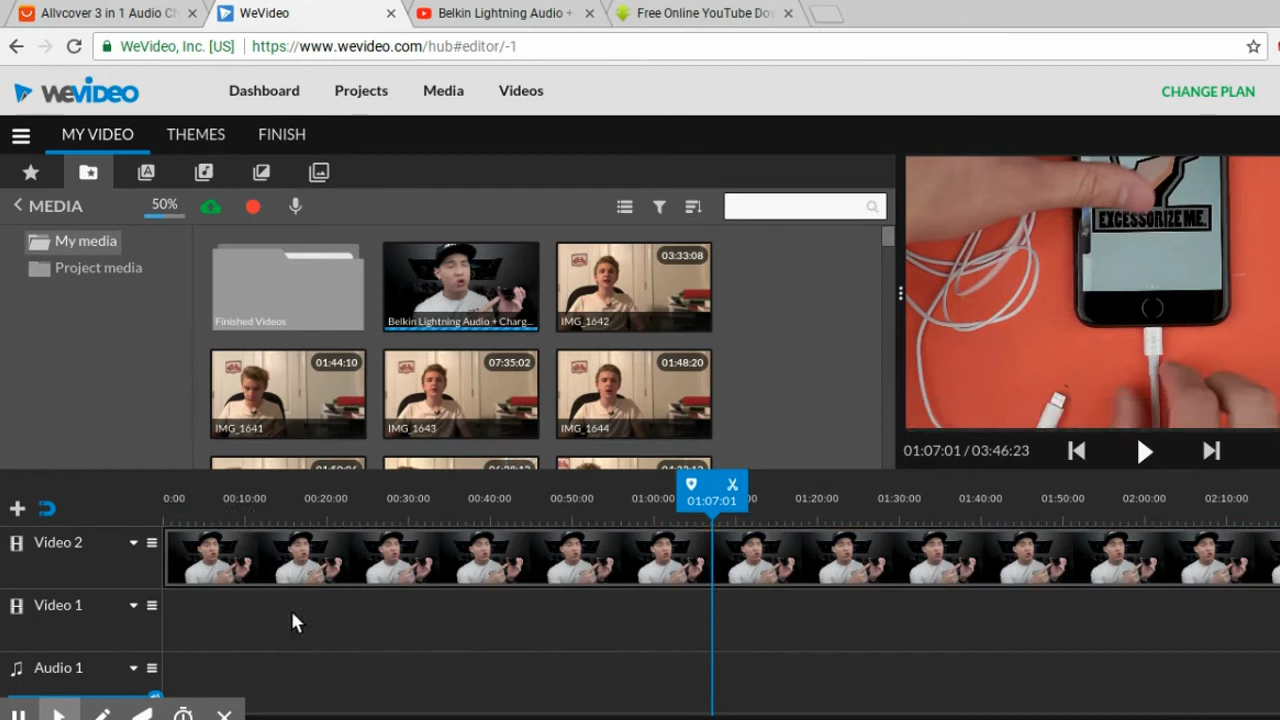 Allvcover 3 in 1 Audio Ch
WeVideo
Belkin Lightning Audio +
Free Online YouTube Dow
WeVideo, Inc. [US]
https://www.wevideo.com/hub#editor/-1
WEVIDEO
Dashboard
Projects
Media
Videos
CHANGE PLAN
MY VIDEO
THEMES
FINISH
MEDIA
50%
My media
Project media
Finished Videos
Belkin Lightning Audio + Charg...
03:33:08
IMG_1642
01:44:10
IMG_1641
07:35:02
IMG_1643
01:48:20
IMG_1644
EXCESSORIZE ME.
01:07:01 / 03:46:23
0:00
00:10:00
00:20:00
00:30:00
00:40:00
00:50:00
01:00:00
01:07:01
01:20:00
01:30:00
01:40:00
01:50:00
02:00:00
02:10:00
Video 2
Video 1
Audio 1